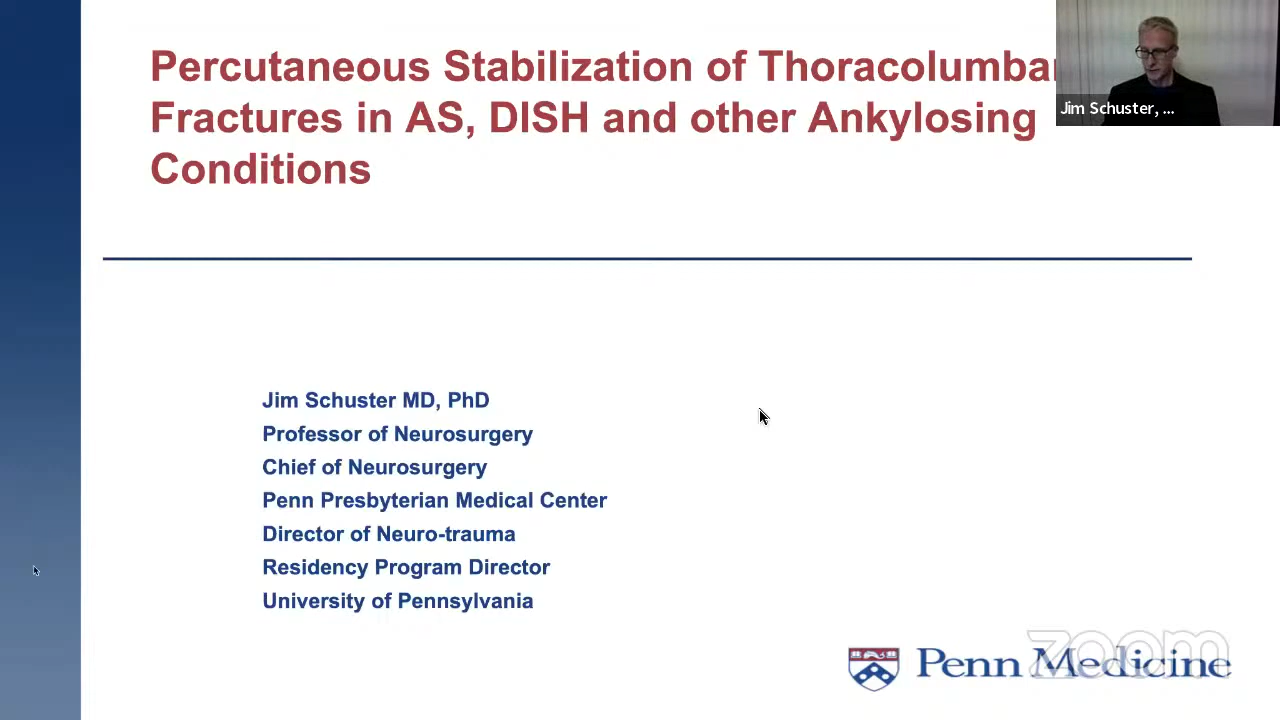 Percutaneous Stabilization of Thoracolumba
Fractures in AS, DISH and other Ankylosing
Conditions
Jim Schuster, ...
Jim Schuster MD, PhD
Professor of Neurosurgery
Chief of Neurosurgery
Penn Presbyterian Medical Center
Director of Neuro-trauma
Residency Program Director
University of Pennsylvania
Penn Medicine
zoom